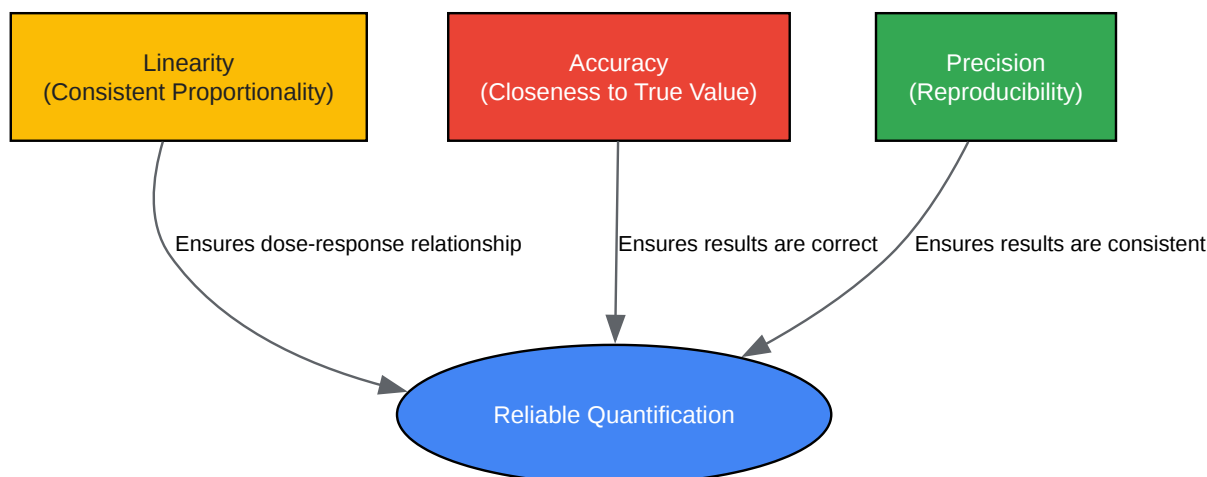 Linearity
(Consistent Proportionality)
Accuracy
(Closeness to True Value)
Precision
(Reproducibility)
Ensures dose-response relationship
Ensures results are correct
Ensures results are consistent
Reliable Quantification